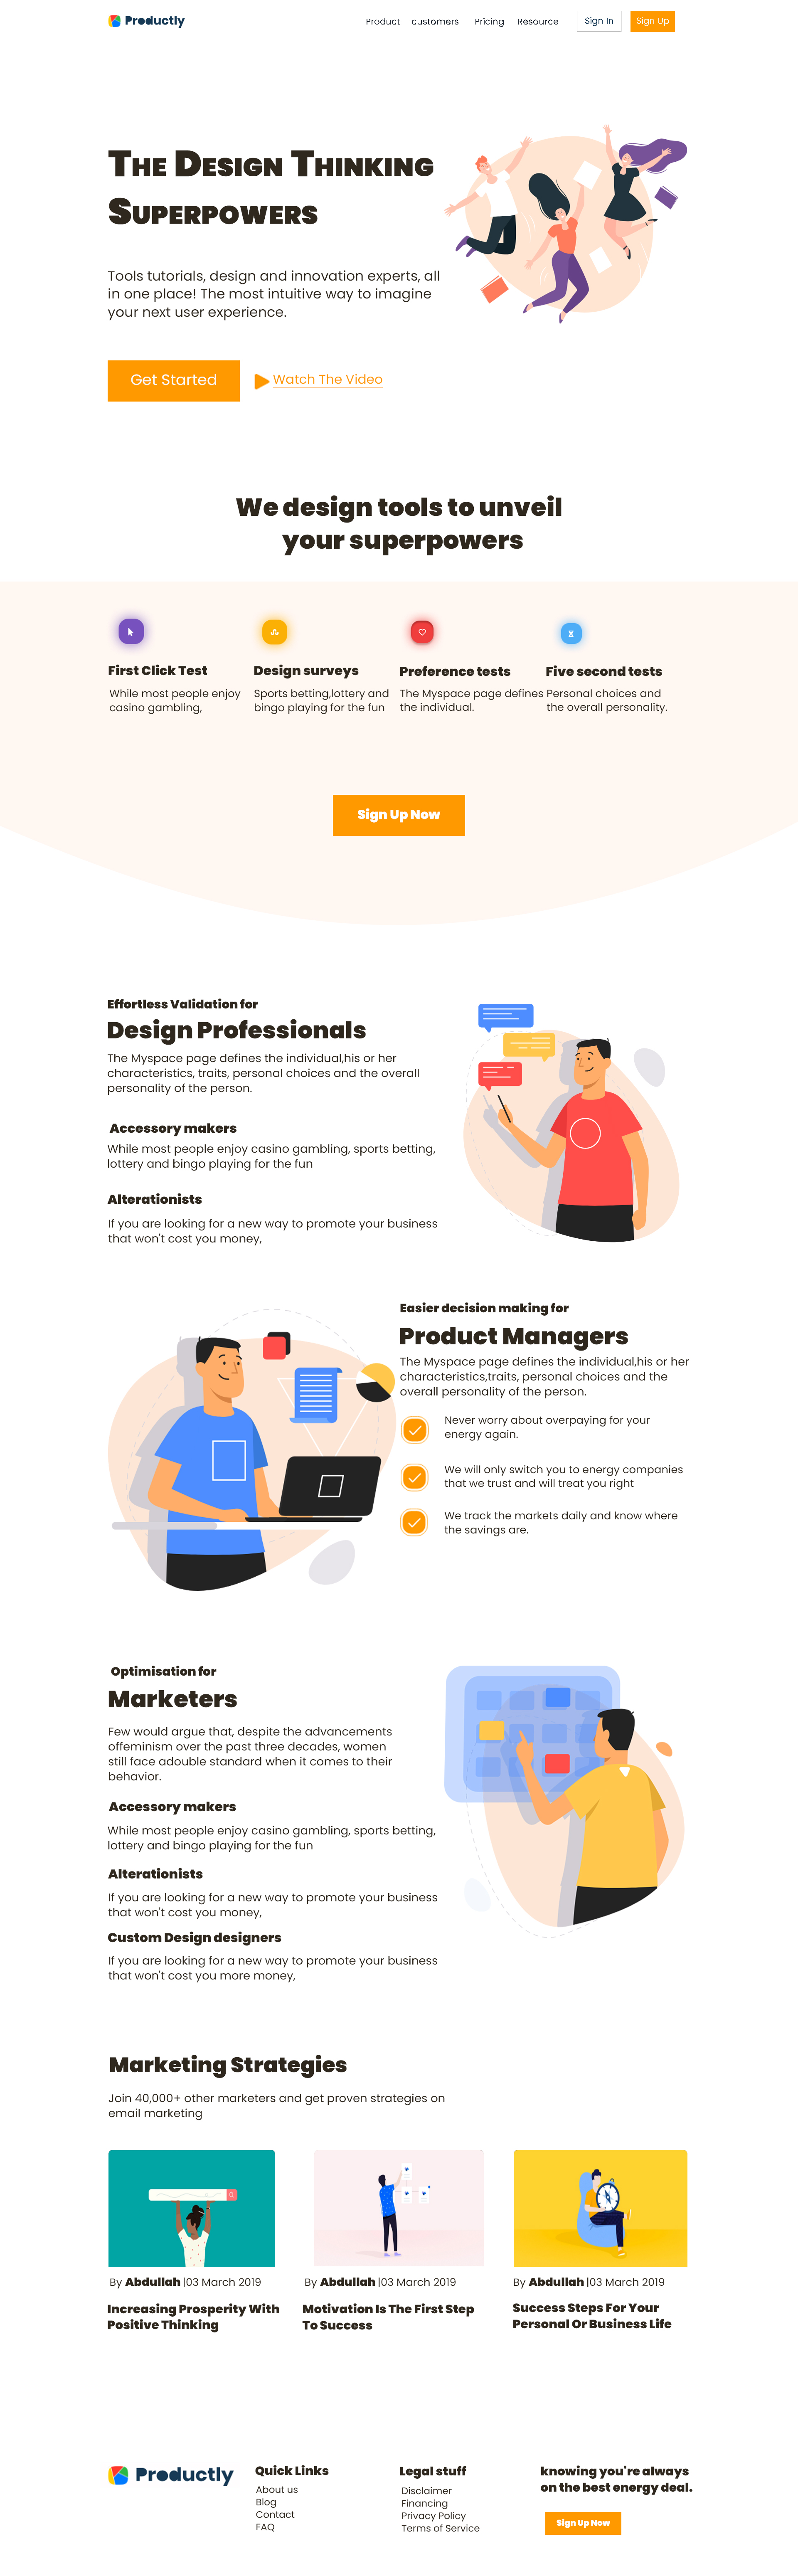 Productly
Product customers Pricing Resource Sign In Sign Up
The Design Thinking
Superpowers
Tools tutorials, design and innovation experts, all
in one place! The most intuitive way to imagine
your next user experience.
Get Started
Watch The Video
We design tools to unveil
your superpowers
First Click Test
While most people enjoy
casino gambling,
Design surveys
Sports betting,lottery and
bingo playing for the fun
Preference tests
The Myspace page defines
the individual.
Five second tests
Personal choices and
the overall personality.
Sign Up Now
Effortless Validation for
Design Professionals
The Myspace page defines the individual,his or her
characteristics, traits, personal choices and the overall
personality of the person.
Accessory makers
While most people enjoy casino gambling, sports betting,
lottery and bingo playing for the fun
Alterationists
If you are looking for a new way to promote your business
that won't cost you money,
Easier decision making for
Product Managers
The Myspace page defines the individual,his or her
characteristics,traits, personal choices and the
overall personality of the person.
Never worry about overpaying for your
energy again.
We will only switch you to energy companies
that we trust and will treat you right
We track the markets daily and know where
the savings are.
Optimisation for
Marketers
Few would argue that, despite the advancements
offeminism over the past three decades, women
still face adouble standard when it comes to their
behavior.
Accessory makers
While most people enjoy casino gambling, sports betting,
lottery and bingo playing for the fun
Alterationists
If you are looking for a new way to promote your business
that won't cost you money,
Custom Design designers
If you are looking for a new way to promote your business
that won't cost you more money,
Marketing Strategies
Join 40,000+ other marketers and get proven strategies on
email marketing
By Abdullah |03 March 2019
Increasing Prosperity With
Positive Thinking
By Abdullah |03 March 2019
Motivation Is The First Step
To Success
By Abdullah |03 March 2019
Success Steps For Your
Personal Or Business Life
Productly
Quick Links
About us
Blog
Contact
FAQ
Legal stuff
Disclaimer
Financing
Privacy Policy
Terms of Service
knowing you're always
on the best energy deal.
Sign Up Now